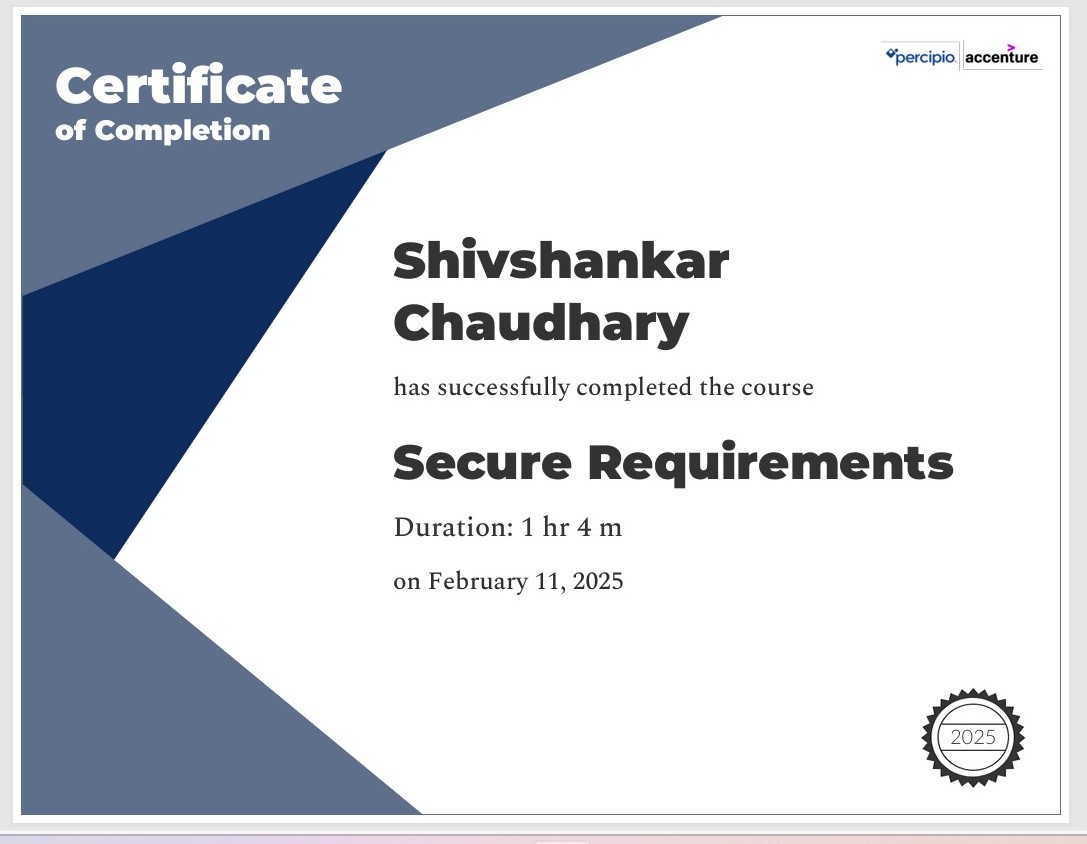 Certificate
of Completion
percipio. accenture
Shivshankar
Chaudhary
has successfully completed the course
Secure Requirements
Duration: 1 hr 4 m
on February 11, 2025
2025